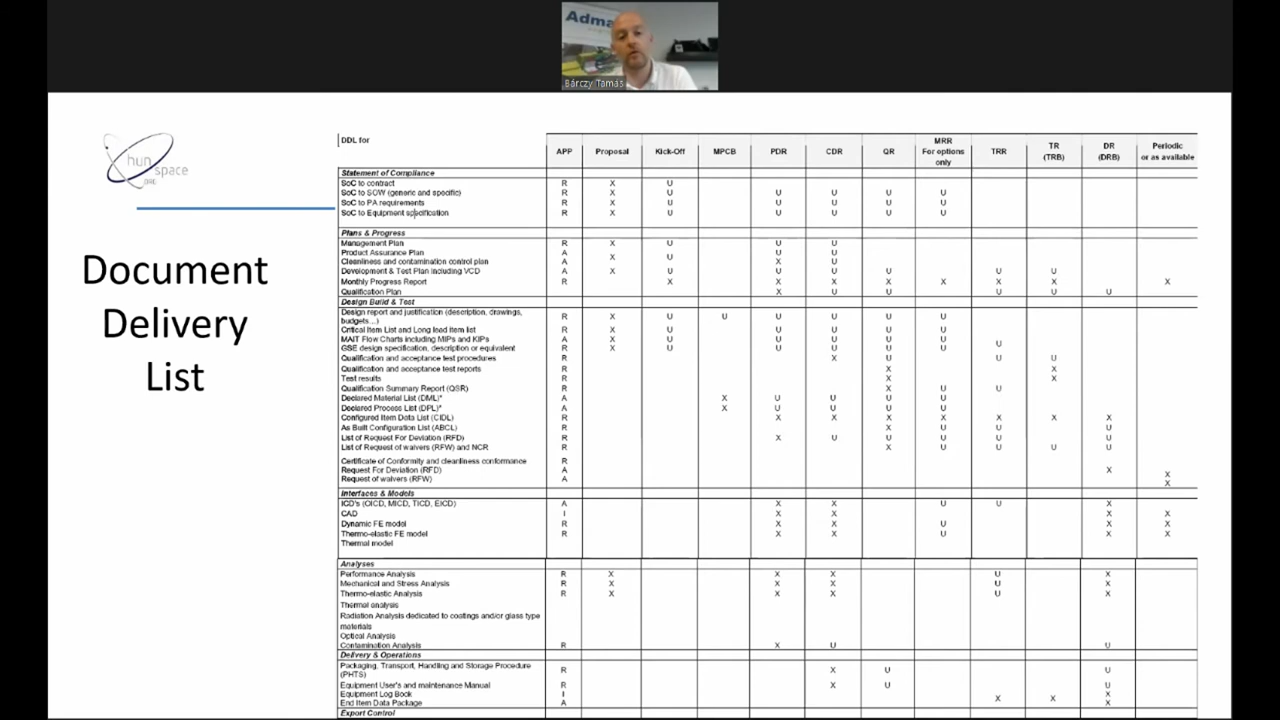 Adma
Bárczy Tamás
hun
space
.ORG
Document
Delivery
List
DDL for APP Proposal Kick-Off MPCB PDR CDR QR MRR For options only TRR TR (TRB) DR (DRB) Periodic or as available
Statement of Compliance
SoC to contract R X U
SoC to SOW (generic and specific) R X U U U U U
SoC to PA requirements R X U U U U U
SoC to Equipment specification R X U U U U U
Plans & Progress
Management Plan R X U U U
Product Assurance Plan A X U U U
Cleanliness and contamination control plan A X U
Development & Test Plan including VCD A X U U U U U U
Monthly Progress Report R X X X X X X X X
Qualification Plan X U U U U U
Design Build & Test
Design report and justification (description, drawings,
budgets…) R X U U U U U U
Critical Item List and Long lead item list R X U U U U U
MAIT Flow Charts including MIPs and KIPs A X U U U U U
GSE design specification, description or equivalent R X U U U U U U
Qualification and acceptance test procedures R X U U U
Qualification and acceptance test reports R X X
Test results R X X
Qualification Summary Report (QSR) R X U U
Declared Material List (DML)* A X U U U U
Declared Process List (DPL)* A X U U U U
Configured Item Data List (CIDL) R X X X X X X X
As Built Configuration List (ABCL) R X U U U
List of Request For Deviation (RFD) R X U U U U U
List of Request of waivers (RFW) and NCR R X U U U U
Certificate of Conformity and cleanliness conformance R
Request For Deviation (RFD) A X X
Request of waivers (RFW) A X
Interfaces & Models
ICD's (OICD, MICD, TICD, EICD) A X X U U X
CAD I X X X X
Dynamic FE model R X X U X X
Thermo-elastic FE model R X X U X X
Thermal model
Analyses
Performance Analysis R X X X U X
Mechanical and Stress Analysis R X X X U X
Thermo-elastic Analysis R X X X U X
Thermal analysis
Radiation Analysis dedicated to coatings and/or glass type
materials
Optical Analysis
Contamination Analysis R X U U
Delivery & Operations
Packaging, Transport, Handling and Storage Procedure
(PHTS) R X U U
Equipment User's and maintenance Manual R X U U
Equipment Log Book I X
End Item Data Package A X X X
Export Control